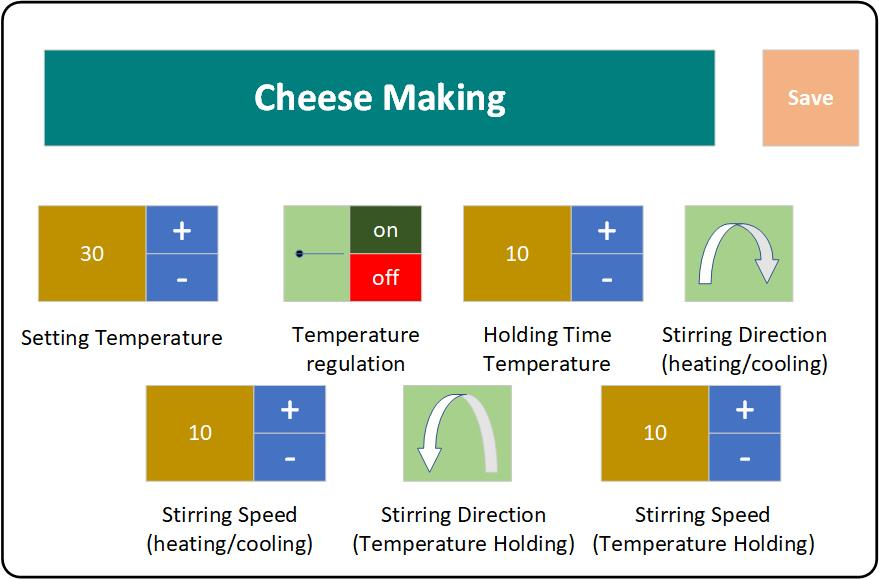 Cheese Making
Save
30
+
-
on
off
10
+
-
Setting Temperature
Temperature
regulation
Holding Time
Temperature
Stirring Direction
(heating/cooling)
10
+
-
10
+
-
Stirring Speed
(heating/cooling)
Stirring Direction
(Temperature Holding)
Stirring Speed
(Temperature Holding)